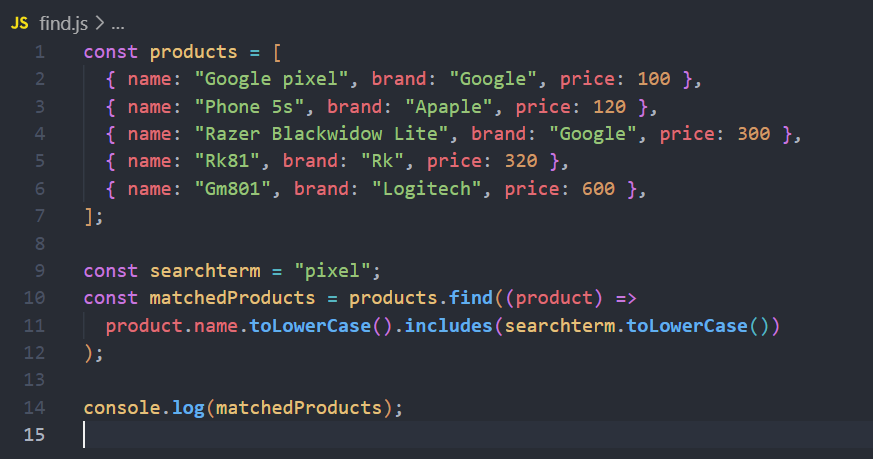 JS find.js > ...
1 const products = [
2   { name: "Google pixel", brand: "Google", price: 100 },
3   { name: "Phone 5s", brand: "Apaple", price: 120 },
4   { name: "Razer Blackwidow Lite", brand: "Google", price: 300 },
5   { name: "Rk81", brand: "Rk", price: 320 },
6   { name: "Gm801", brand: "Logitech", price: 600 },
7 ];
8
9 const searchterm = "pixel";
10 const matchedProducts = products.find((product) =>
11   product.name.toLowerCase().includes(searchterm.toLowerCase())
12 );
13
14 console.log(matchedProducts);
15